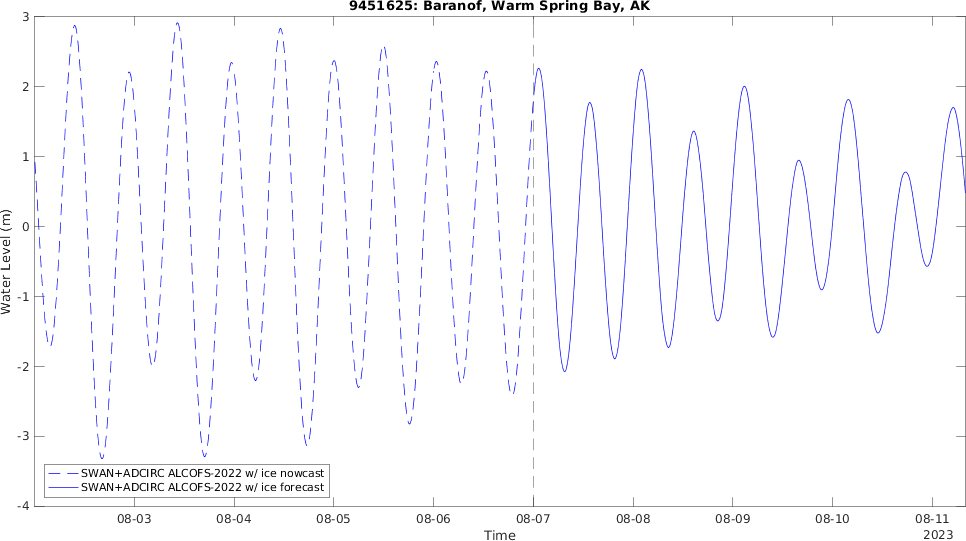 9451625: Baranof, Warm Spring Bay, AK
Water Level (m)
3
2
1
0
-1
-2
-3
-4
SWAN+ADCIRC ALCOFS-2022 w/ ice nowcast
SWAN+ADCIRC ALCOFS-2022 w/ ice forecast
08-03 08-04 08-05 08-06 08-07 08-08 08-09 08-10 08-11
Time 2023